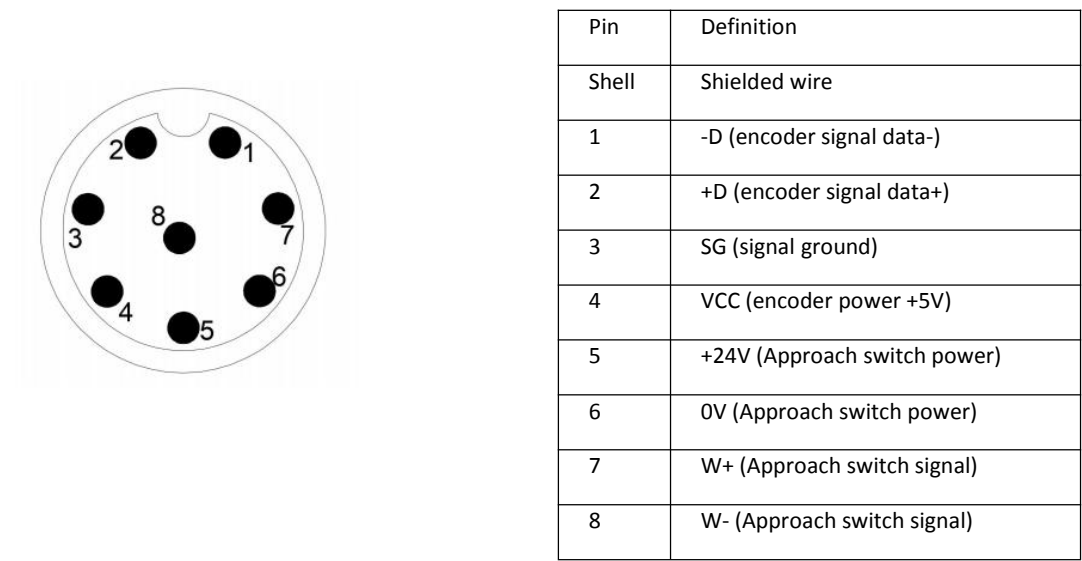 2
1
8
3
7
6
4
5
Pin Definition
Shell Shielded wire
1 -D (encoder signal data-)
2 +D (encoder signal data+)
3 SG (signal ground)
4 VCC (encoder power +5V)
5 +24V (Approach switch power)
6 0V (Approach switch power)
7 W+ (Approach switch signal)
8 W- (Approach switch signal)